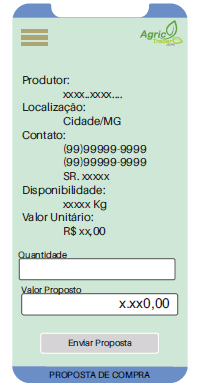 Agric
Produtor:
xxxx..xxxx....
Localização:
Cidade/MG
Contato:
(99)99999-9999
(99)99999-9999
SR. xxxxx
Disponibilidade:
xxxxx Kg
Valor Unitário:
R$ xx,00
Quantidade
Valor Proposto
x.xx0,00
Enviar Proposta
PROPOSTA DE COMPRA